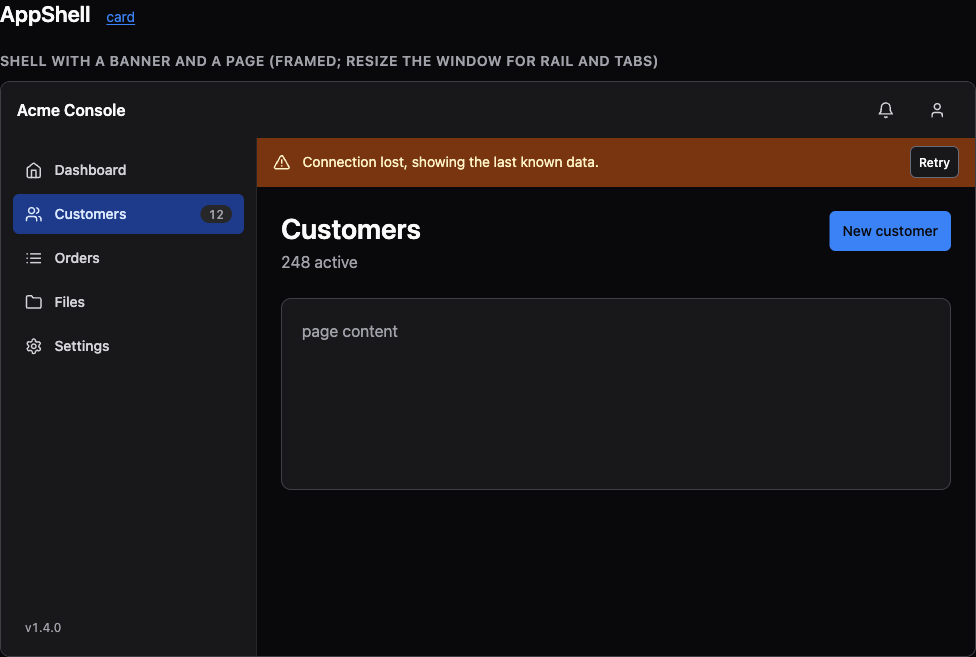 AppShell card
SHELL WITH A BANNER AND A PAGE (FRAMED; RESIZE THE WINDOW FOR RAIL AND TABS)
Acme Console
Connection lost, showing the last known data. Retry
Dashboard
Customers 12
Orders
Files
Settings
v1.4.0
Customers
248 active
New customer
page content